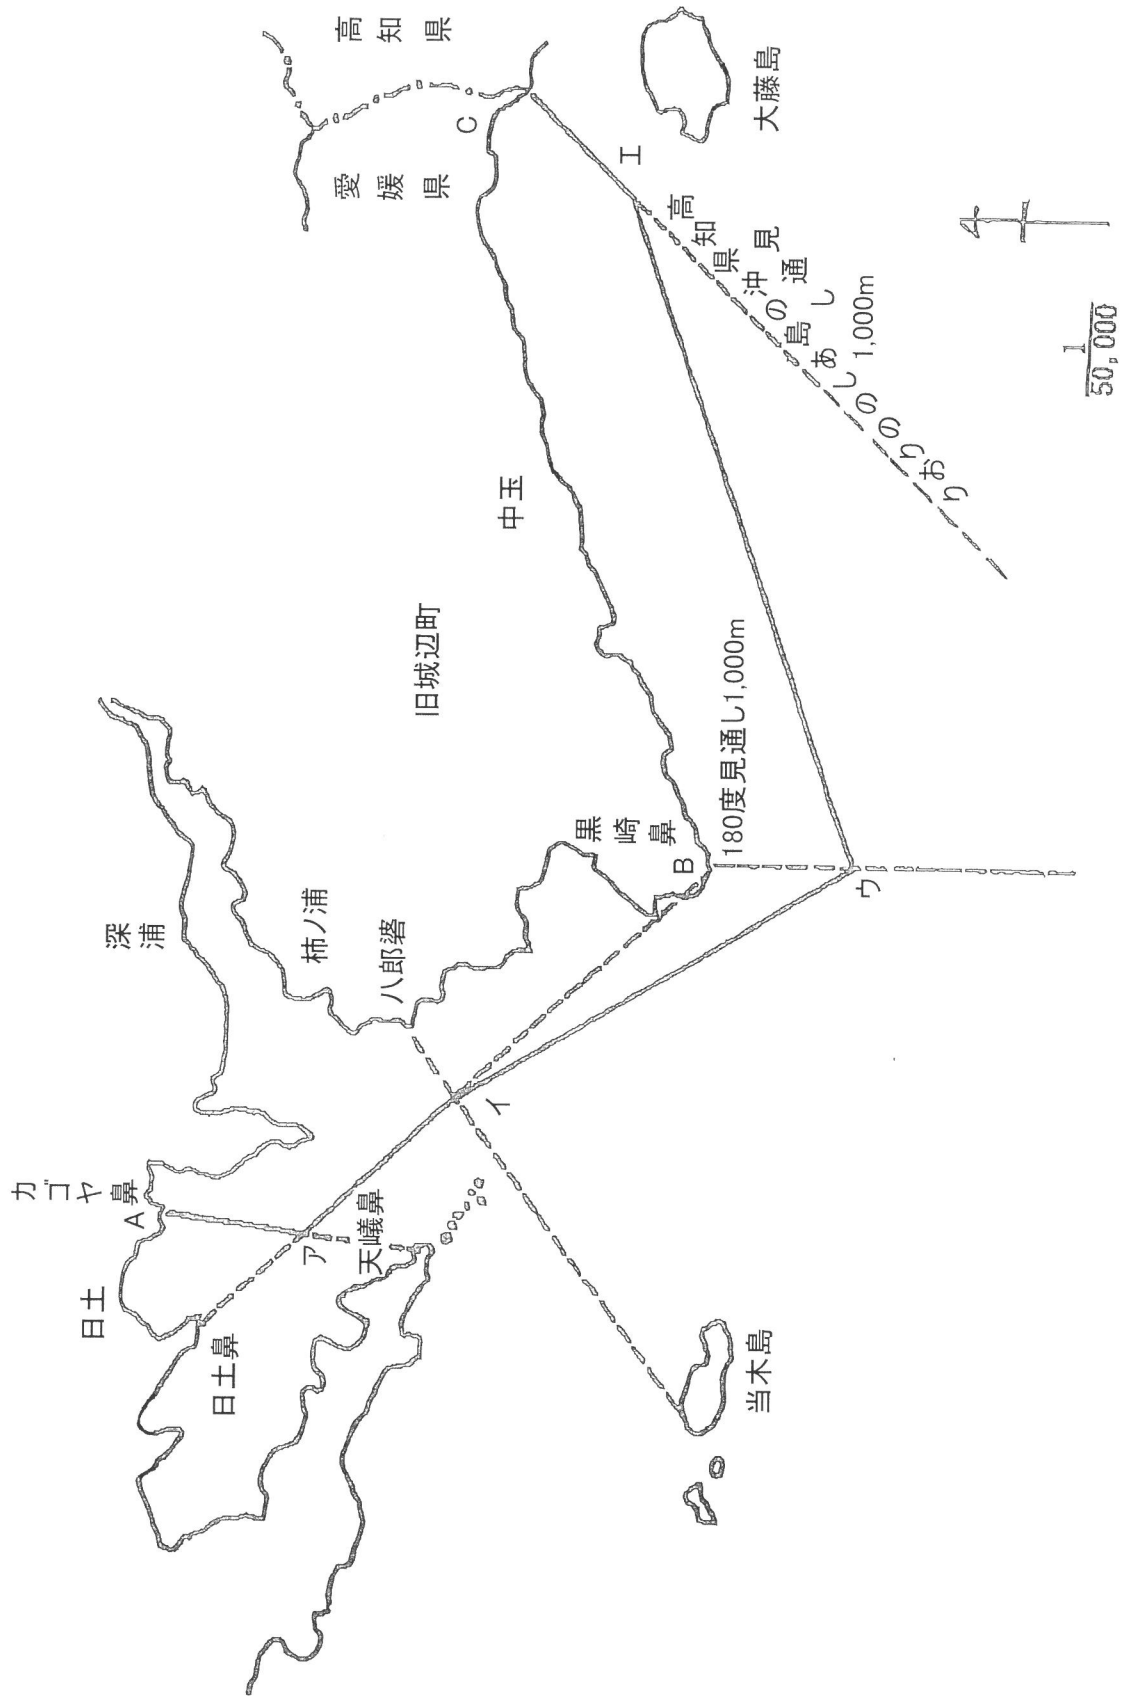 カゴヤ鼻
A
日土
日土鼻
ア
天嶬鼻
深浦
柿ノ浦
八郎碆
イ
当木島
旧城辺町
黒崎鼻
B
180度見通し1,000m
ウ
中玉
愛媛県
高知県
C
エ
大藤島
高知県沖の島あしののりおり
見通し1,000m
1
50,000